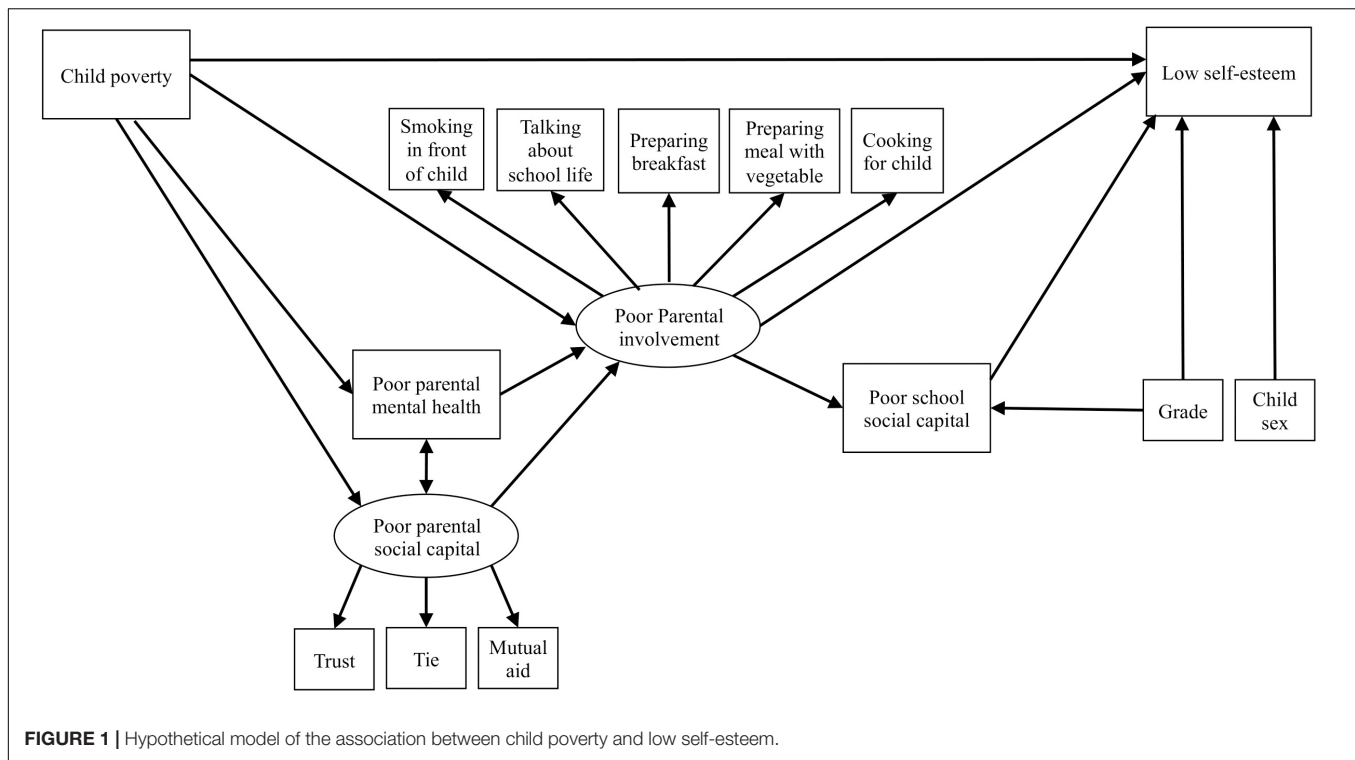 Child poverty
Low self-esteem
Smoking
in front
of child
Talking
about
school life
Preparing
breakfast
Preparing
meal with
vegetable
Cooking
for child
Poor Parental
involvement
Poor parental
mental health
Poor school
social capital
Grade
Child
sex
Poor parental
social capital
Trust
Tie
Mutual
aid
FIGURE 1 | Hypothetical model of the association between child poverty and low self-esteem.